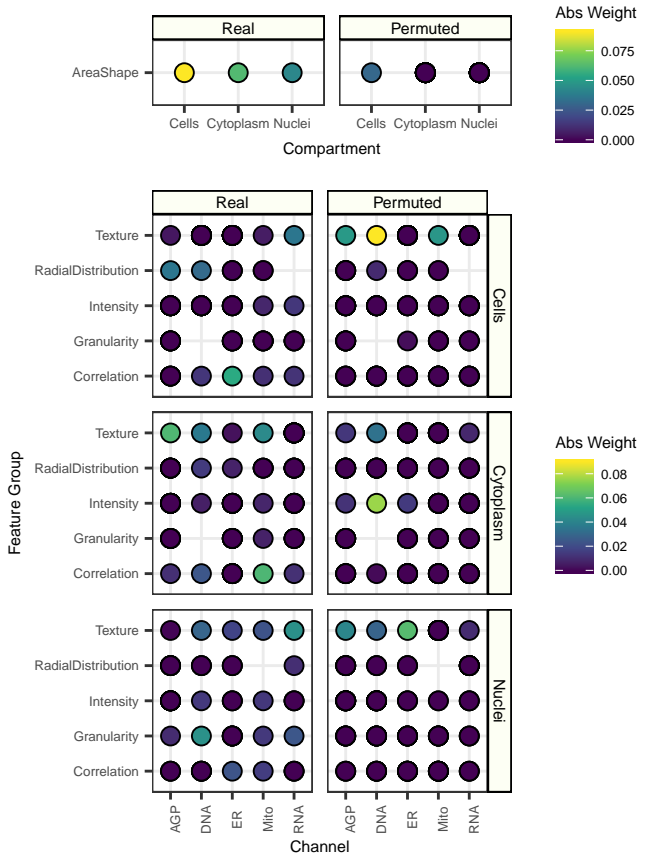 Real Permuted
AreaShape
Cells Cytoplasm Nuclei Cells Cytoplasm Nuclei
Compartment
Abs Weight
0.075
0.050
0.025
0.000
Real Permuted
Texture
RadialDistribution
Intensity
Granularity
Correlation
Cells
Texture
RadialDistribution
Intensity
Granularity
Correlation
Cytoplasm
Texture
RadialDistribution
Intensity
Granularity
Correlation
Nuclei
Feature Group
AGP DNA ER Mito RNA AGP DNA ER Mito RNA
Channel
Abs Weight
0.08
0.06
0.04
0.02
0.00